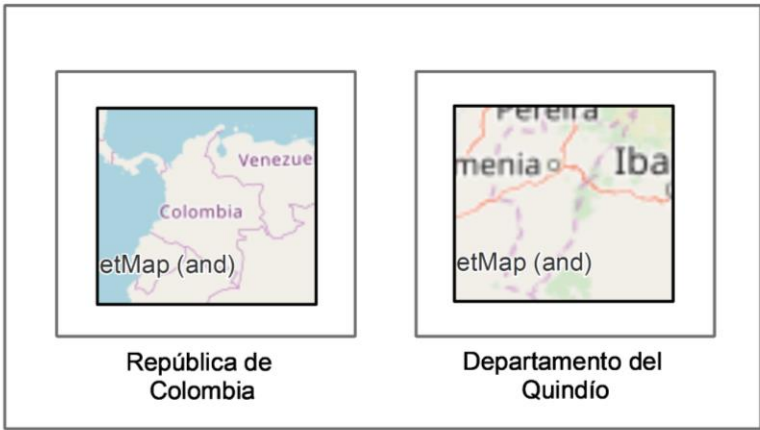 Venezue
Colombia
etMap (and)
República de
Colombia
Pereira
menia
Iba
etMap (and)
Departamento del
Quindío